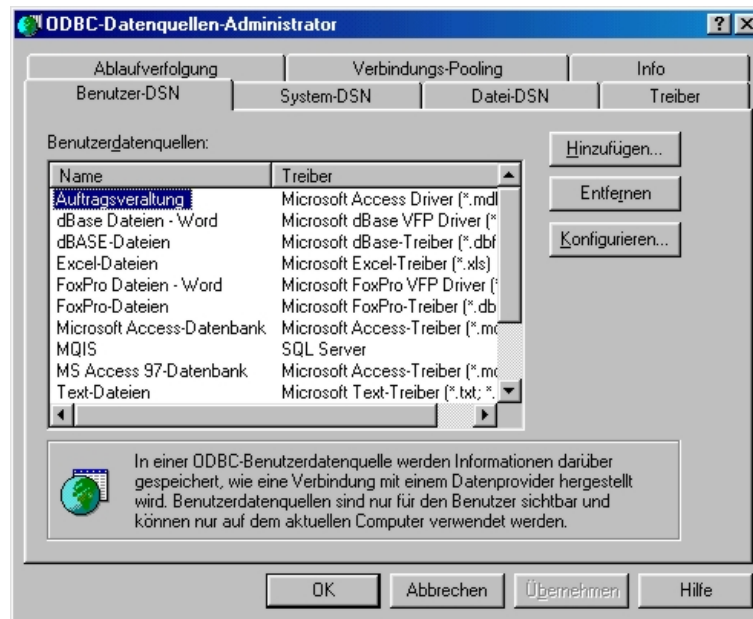 ODBC-Datenquellen-Administrator
Ablaufverfolgung Verbindungs-Pooling Info
Benutzer-DSN System-DSN Datei-DSN Treiber
Benutzerdatenquellen:
Name Treiber
Auftragsveraltung Microsoft Access Driver (*.mdl
dBase Dateien - Word Microsoft dBase VFP Driver (*
dBASE-Dateien Microsoft dBase-Treiber (*.dbf
Excel-Dateien Microsoft Excel-Treiber (*.xls)
FoxPro Dateien - Word Microsoft FoxPro VFP Driver (*
FoxPro-Dateien Microsoft FoxPro-Treiber (*.db
Microsoft Access-Datenbank Microsoft Access-Treiber (*.mc
MQIS SQL Server
MS Access 97-Datenbank Microsoft Access-Treiber (*.mc
Text-Dateien Microsoft Text-Treiber (*.txt; *.
Hinzufügen...
Entfernen
Konfigurieren...
In einer ODBC-Benutzerdatenquelle werden Informationen darüber
gespeichert, wie eine Verbindung mit einem Datenprovider hergestellt
wird. Benutzerdatenquellen sind nur für den Benutzer sichtbar und
können nur auf dem aktuellen Computer verwendet werden.
OK Abbrechen Übernehmen Hilfe